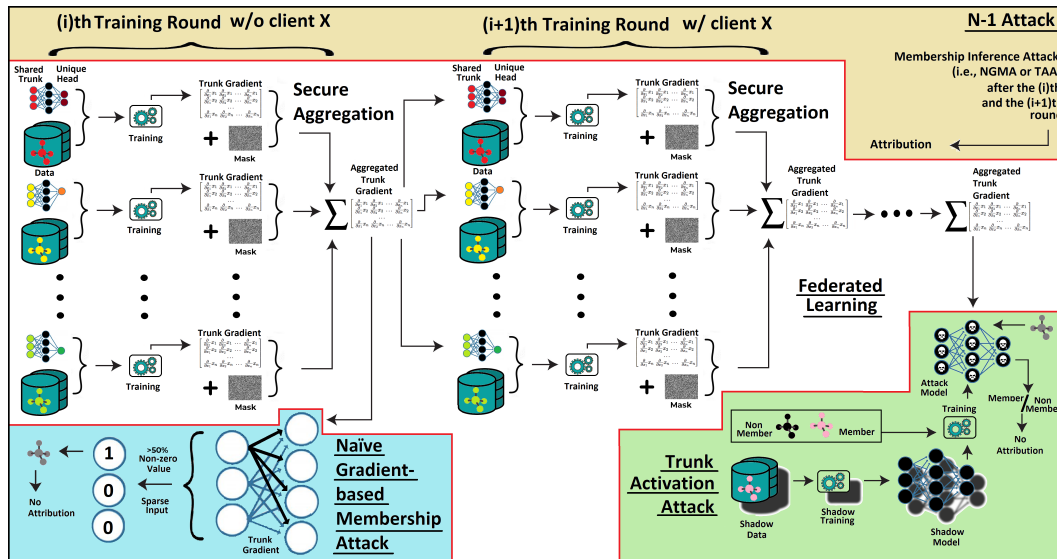 (i)th Training Round w/o client X
(i+1)th Training Round w/ client X
N-1 Attack
Membership Inference Attack
(i.e., NGMA or TAA)
after the (i)th
and the (i+1)th
round
Attribution
Shared
Trunk
Unique
Head
Data
Training
Trunk Gradient
+
Mask
Secure
Aggregation
Training
Trunk Gradient
+
Mask
Training
Trunk Gradient
+
Mask
∑
Aggregated
Trunk
Gradient
Shared
Trunk
Unique
Head
Data
Training
Trunk Gradient
+
Mask
Secure
Aggregation
Training
Trunk Gradient
+
Mask
Training
Trunk Gradient
+
Mask
∑
Aggregated
Trunk
Gradient
∑
Aggregated
Trunk
Gradient
Federated
Learning
No
Attribution
1
0
0
>50%
Non-zero
Value
Sparse
Input
Trunk
Gradient
Naïve
Gradient-
based
Membership
Attack
Trunk
Activation
Attack
Non
Member
Member
Training
Attack
Model
Member
Non
Member
No
Attribution
Shadow
Data
Shadow
Training
Shadow
Model